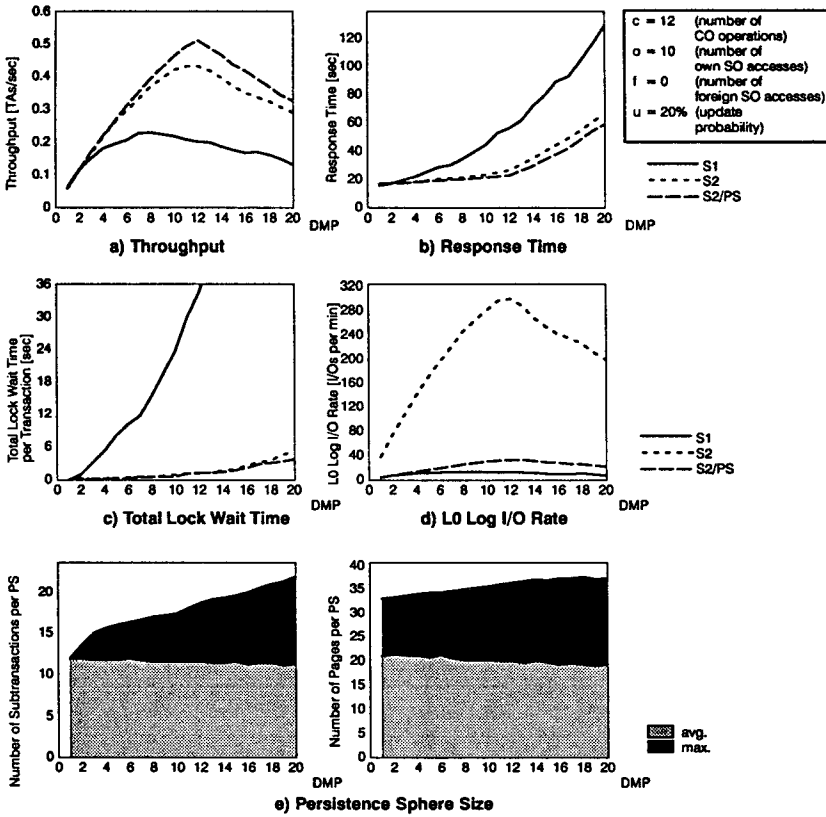 Throughput [TAs/sec]
0.6
0.5
0.4
0.3
0.2
0.1
0
0 2 4 6 8 10 12 14 16 18 20
DMP
a) Throughput
Response Time [sec]
120
100
80
60
40
20
0
0 2 4 6 8 10 12 14 16 18 20
DMP
b) Response Time
c = 12 (number of
CO operations)
o = 10 (number of
own SO accesses)
f = 0 (number of
foreign SO accesses)
u = 20% (update
probability)
S1
S2
S2/PS
Total Lock Wait Time
per Transaction [sec]
36
30
24
18
12
6
0
0 2 4 6 8 10 12 14 16 18 20
DMP
c) Total Lock Wait Time
L0 Log I/O Rate [I/Os per min]
320
280
240
200
160
120
80
40
0
0 2 4 6 8 10 12 14 16 18 20
DMP
d) L0 Log I/O Rate
S1
S2
S2/PS
Number of Subtransactions per PS
20
15
10
5
0
0 2 4 6 8 10 12 14 16 18 20
DMP
Number of Pages per PS
40
35
30
25
20
15
10
5
0
0 2 4 6 8 10 12 14 16 18 20
DMP
avg.
max.
e) Persistence Sphere Size